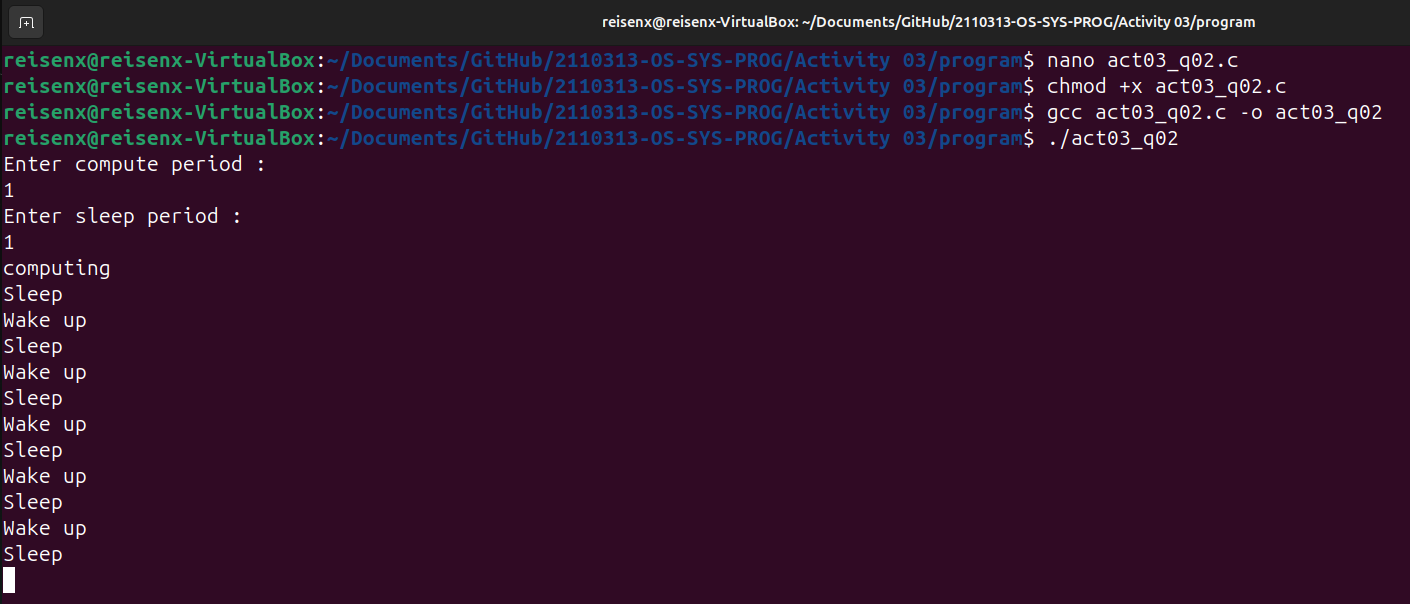 reisenx@reisenx-VirtualBox: ~/Documents/GitHub/2110313-OS-SYS-PROG/Activity 03/program
reisenx@reisenx-VirtualBox:~/Documents/GitHub/2110313-OS-SYS-PROG/Activity 03/program$ nano act03_q02.c
reisenx@reisenx-VirtualBox:~/Documents/GitHub/2110313-OS-SYS-PROG/Activity 03/program$ chmod +x act03_q02.c
reisenx@reisenx-VirtualBox:~/Documents/GitHub/2110313-OS-SYS-PROG/Activity 03/program$ gcc act03_q02.c -o act03_q02
reisenx@reisenx-VirtualBox:~/Documents/GitHub/2110313-OS-SYS-PROG/Activity 03/program$ ./act03_q02
Enter compute period :
1
Enter sleep period :
1
computing
Sleep
Wake up
Sleep
Wake up
Sleep
Wake up
Sleep
Wake up
Sleep
Wake up
Sleep